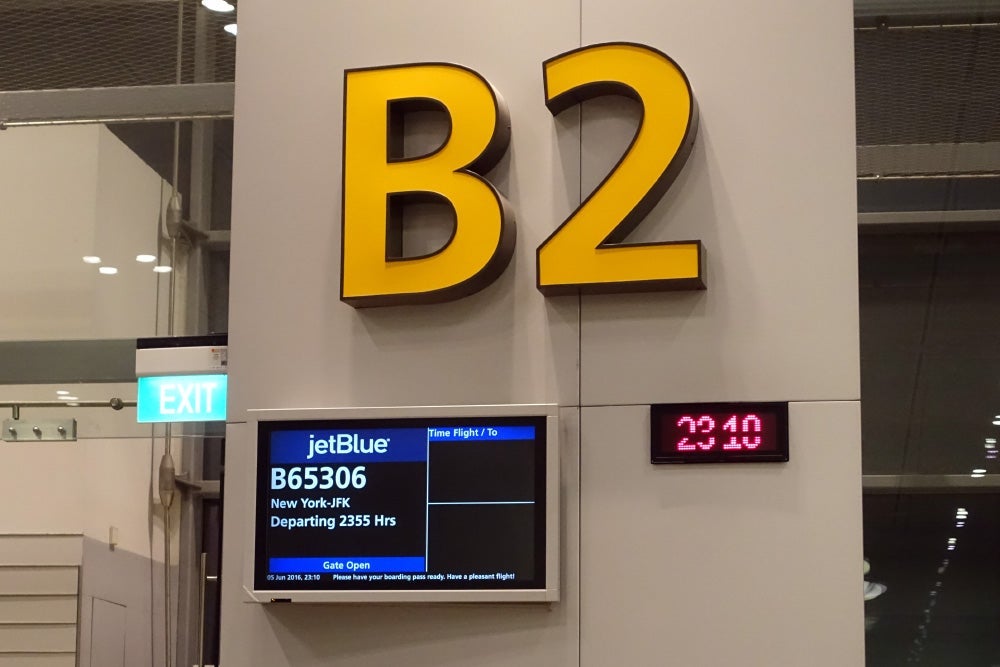 B2
EXIT
jetBlue
Time Flight / To
B65306
New York-JFK
Departing 2355 Hrs
Gate Open
05 Jun 2016, 23:10 Please have your boarding pass ready. Have a pleasant flight!
23 10